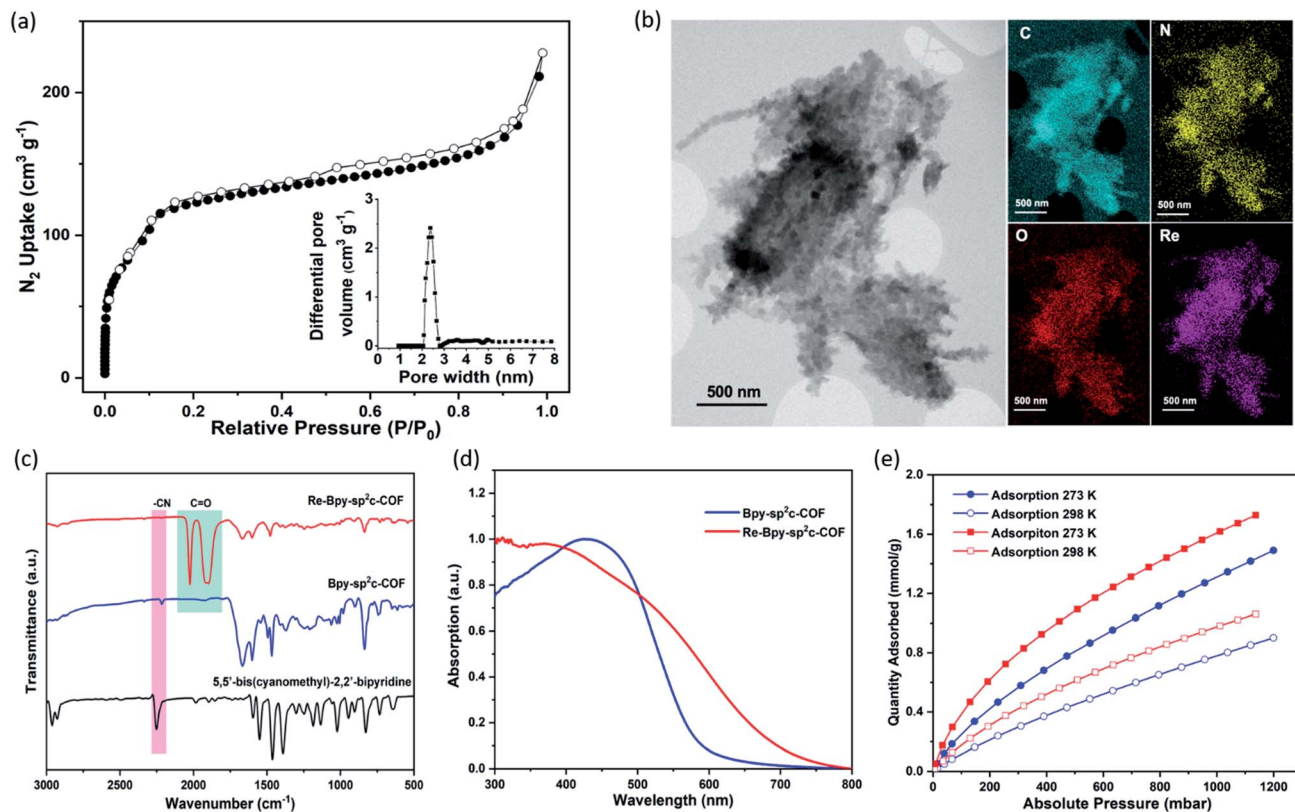 (a)
200
100
0
N₂ Uptake (cm³ g⁻¹)
0.0 0.2 0.4 0.6 0.8 1.0
Relative Pressure (P/P₀)
Differential pore
volume (cm³ g⁻¹)
3
2
1
0
0 1 2 3 4 5 6 7 8
Pore width (nm)
(b)
500 nm
C
500 nm
N
500 nm
O
500 nm
Re
500 nm
(c)
-CN C=O
Re-Bpy-sp²c-COF
Bpy-sp²c-COF
5,5'-bis(cyanomethyl)-2,2'-bipyridine
Transmittance (a.u.)
3000 2500 2000 1500 1000 500
Wavenumber (cm⁻¹)
(d)
1.2
1.0
0.8
0.6
0.4
0.2
0.0
Absorption (a.u.)
Bpy-sp²c-COF
Re-Bpy-sp²c-COF
300 400 500 600 700 800
Wavelength (nm)
(e)
2.0
1.6
1.2
0.8
0.4
0.0
Quantity Adsorbed (mmol/g)
Adsorption 273 K
Adsorption 298 K
Adsorpiton 273 K
Adsorption 298 K
0 200 400 600 800 1000 1200
Absolute Pressure (mbar)